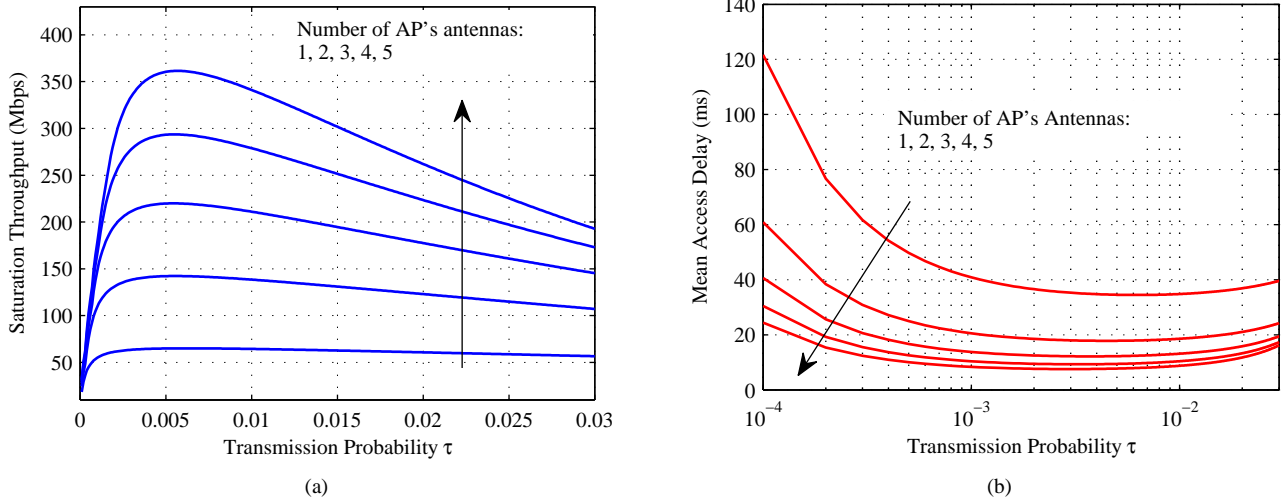 400
350
300
250
200
150
100
50
Saturation Throughput (Mbps)
Number of AP's antennas:
1, 2, 3, 4, 5
0
0.005
0.01
0.015
0.02
0.025
0.03
Transmission Probability τ
(a)
140
120
100
80
60
40
20
0
Mean Access Delay (ms)
Number of AP's Antennas:
1, 2, 3, 4, 5
10⁻⁴
10⁻³
10⁻²
Transmission Probability τ
(b)